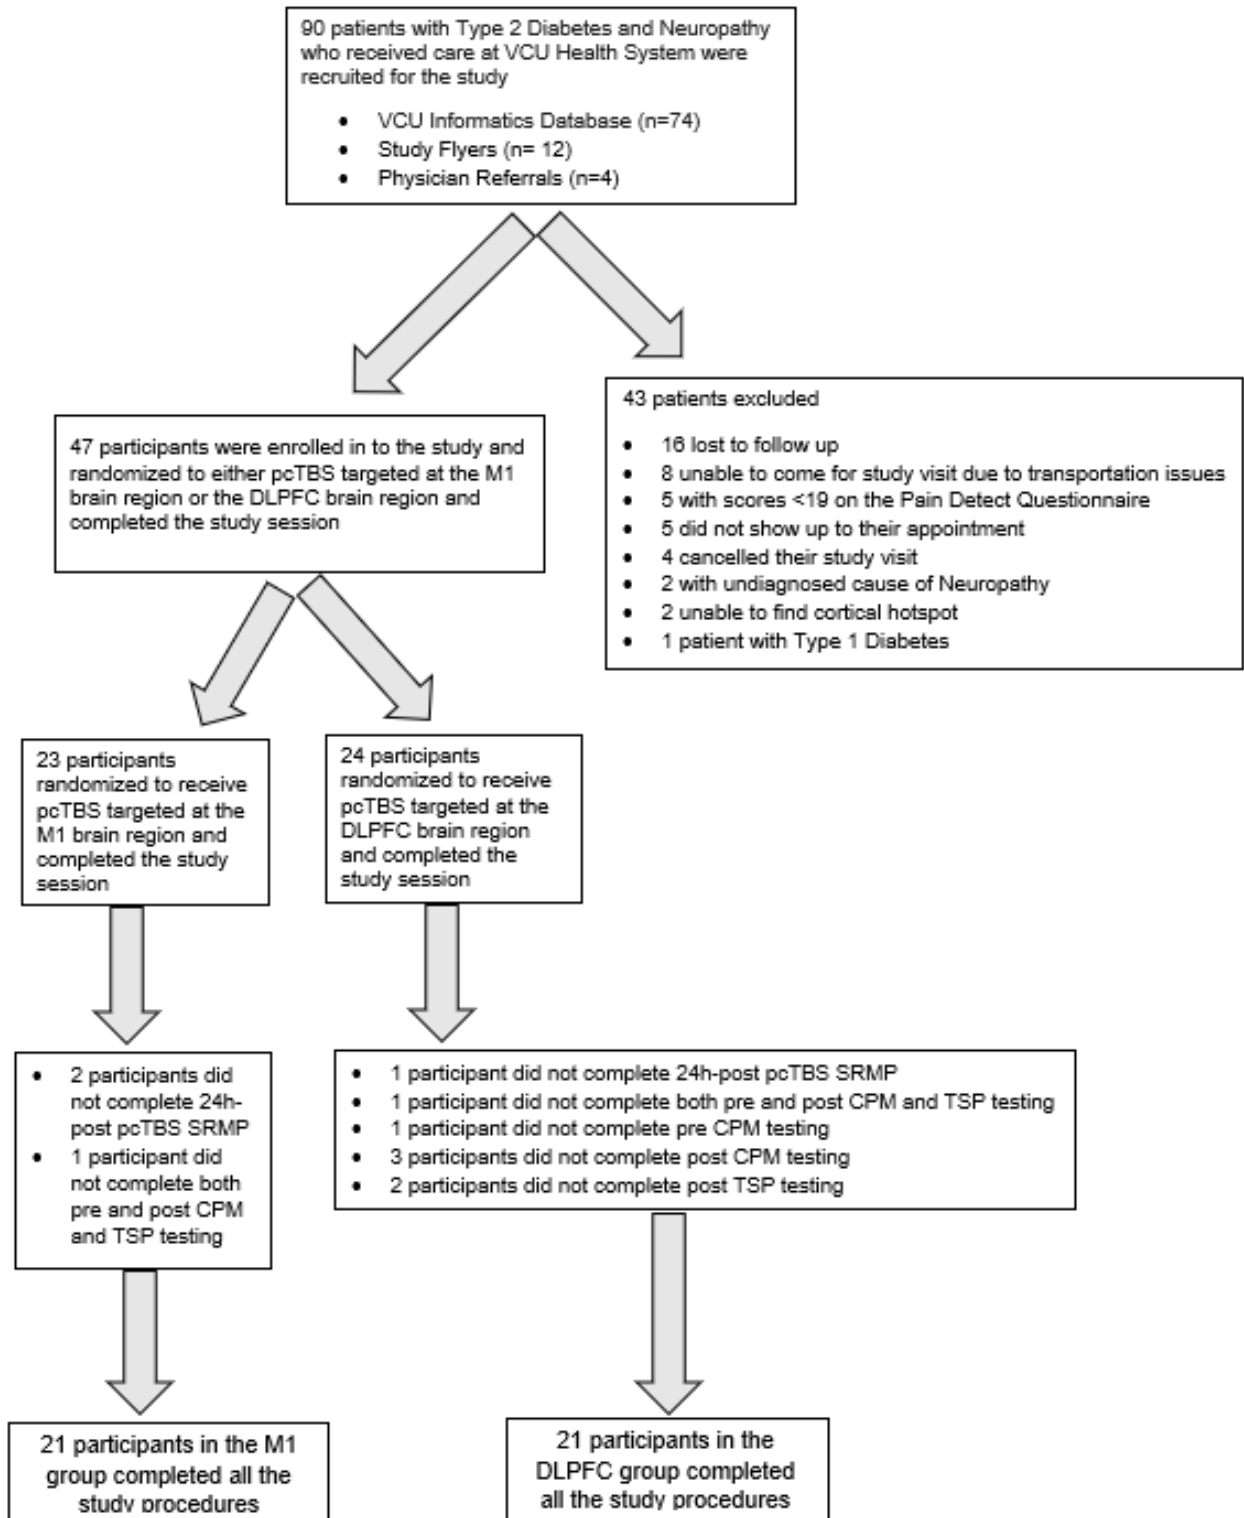 90 patients with Type 2 Diabetes and Neuropathy
who received care at VCU Health System were
recruited for the study
• VCU Informatics Database (n=74)
• Study Flyers (n= 12)
• Physician Referrals (n=4)
47 participants were enrolled in to the study and
randomized to either pcTBS targeted at the M1
brain region or the DLPFC brain region and
completed the study session
43 patients excluded
• 16 lost to follow up
• 8 unable to come for study visit due to transportation issues
• 5 with scores <19 on the Pain Detect Questionnaire
• 5 did not show up to their appointment
• 4 cancelled their study visit
• 2 with undiagnosed cause of Neuropathy
• 2 unable to find cortical hotspot
• 1 patient with Type 1 Diabetes
23 participants
randomized to receive
pcTBS targeted at the
M1 brain region and
completed the study
session
24 participants
randomized to receive
pcTBS targeted at the
DLPFC brain region
and completed the
study session
• 2 participants did
not complete 24h-
post pcTBS SRMP
• 1 participant did
not complete both
pre and post CPM
and TSP testing
• 1 participant did not complete 24h-post pcTBS SRMP
• 1 participant did not complete both pre and post CPM and TSP testing
• 1 participant did not complete pre CPM testing
• 3 participants did not complete post CPM testing
• 2 participants did not complete post TSP testing
21 participants in the M1
group completed all the
study procedures
21 participants in the
DLPFC group completed
all the study procedures